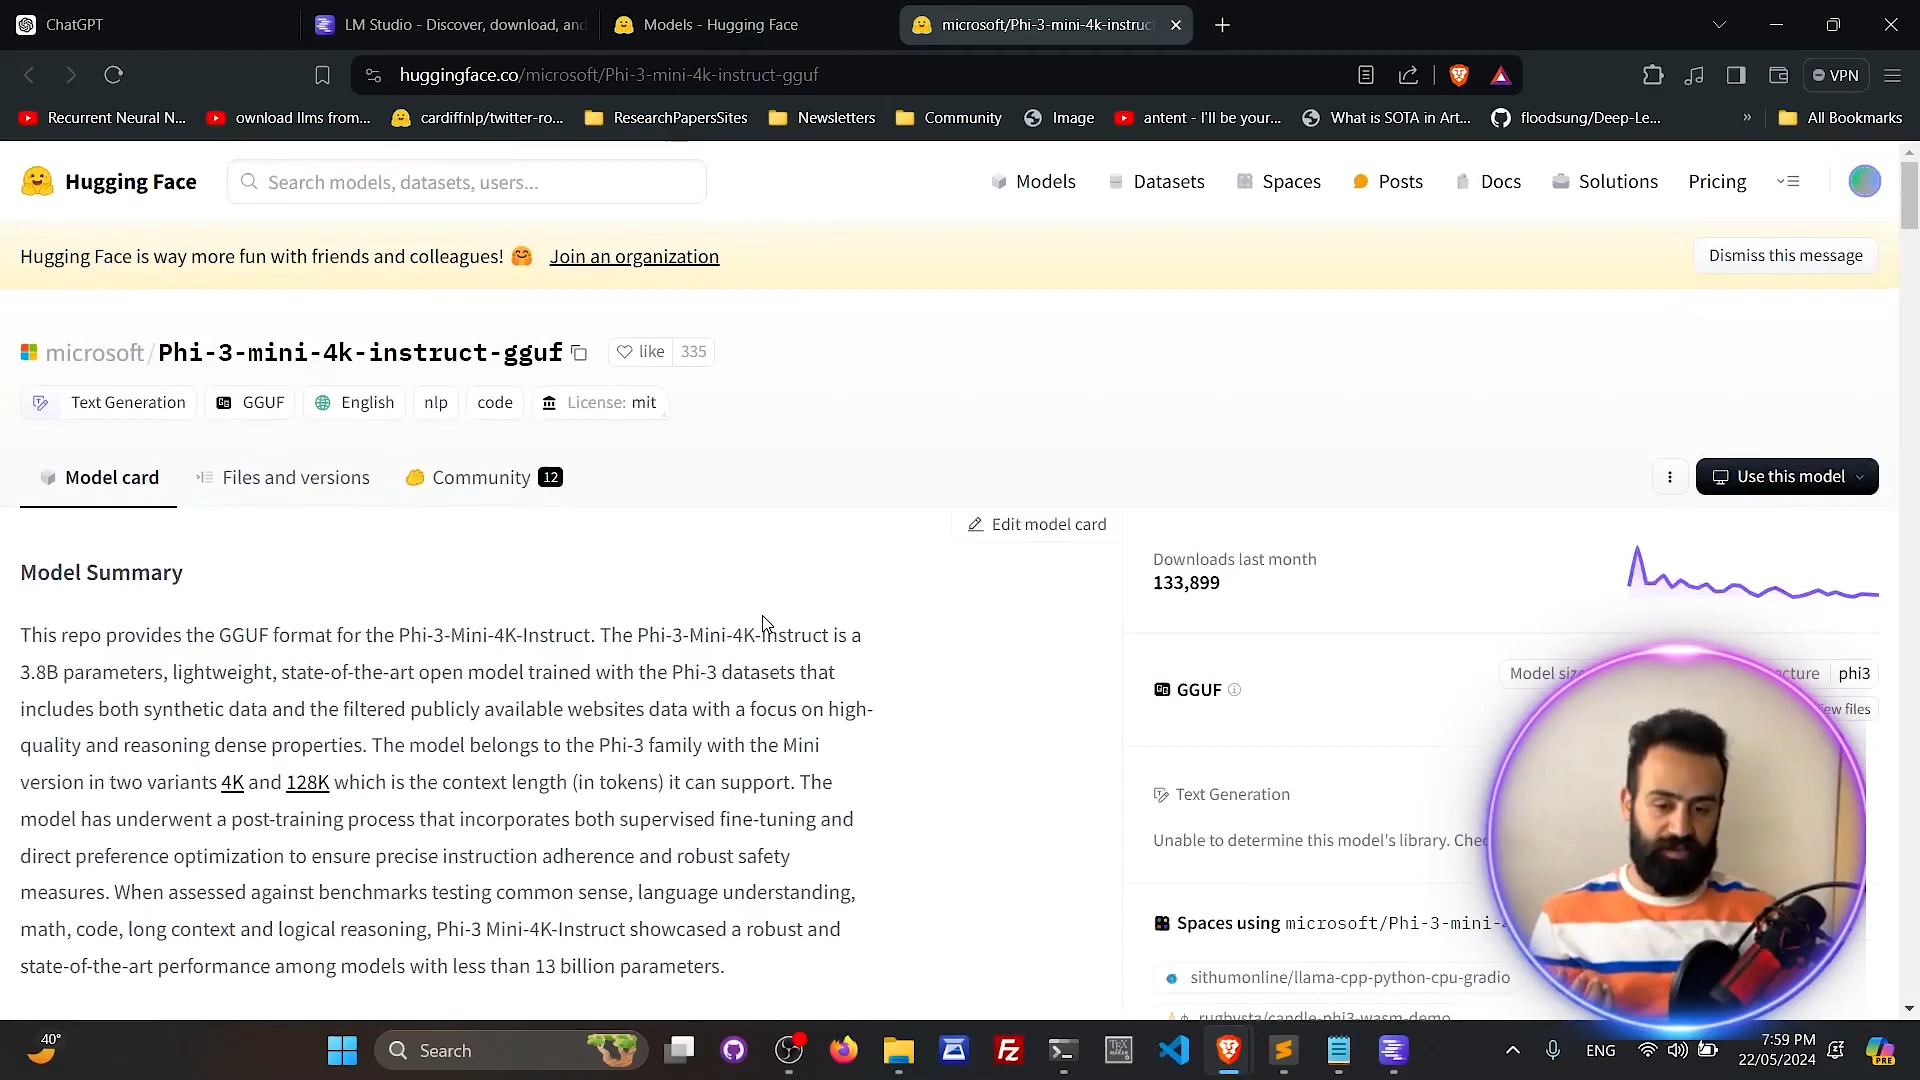 ChatGPT
LM Studio - Discover, download, and
Models - Hugging Face
microsoft/Phi-3-mini-4k-instruc
huggingface.co/microsoft/Phi-3-mini-4k-instruct-gguf
VPN
Recurrent Neural N...
ownload llms from...
cardiffnlp/twitter-ro...
ResearchPapersSites
Newsletters
Community
Image
antent - I'll be your...
What is SOTA in Art...
floodsung/Deep-Le...
»
All Bookmarks
Hugging Face
Search models, datasets, users...
Models
Datasets
Spaces
Posts
Docs
Solutions
Pricing
Hugging Face is way more fun with friends and colleagues! 🤗 Join an organization
Dismiss this message
microsoft/Phi-3-mini-4k-instruct-gguf
like 335
Text Generation
GGUF
English
nlp
code
License: mit
Model card
Files and versions
Community 12
Use this model
Edit model card
Model Summary
This repo provides the GGUF format for the Phi-3-Mini-4K-Instruct. The Phi-3-Mini-4K-Instruct is a
3.8B parameters, lightweight, state-of-the-art open model trained with the Phi-3 datasets that
includes both synthetic data and the filtered publicly available websites data with a focus on high-
quality and reasoning dense properties. The model belongs to the Phi-3 family with the Mini
version in two variants 4K and 128K which is the context length (in tokens) it can support. The
model has underwent a post-training process that incorporates both supervised fine-tuning and
direct preference optimization to ensure precise instruction adherence and robust safety
measures. When assessed against benchmarks testing common sense, language understanding,
math, code, long context and logical reasoning, Phi-3 Mini-4K-Instruct showcased a robust and
state-of-the-art performance among models with less than 13 billion parameters.
Downloads last month
133,899
GGUF
Model size
phi3
files
Text Generation
Unable to determine this model's library.
Spaces using microsoft/Phi-3-mini-4
sithumonline/llama-cpp-python-cpu-gradio
rugbysta/candle-phi3-wasm-demo
40°
Search
ENG
7:59 PM
22/05/2024
PRE